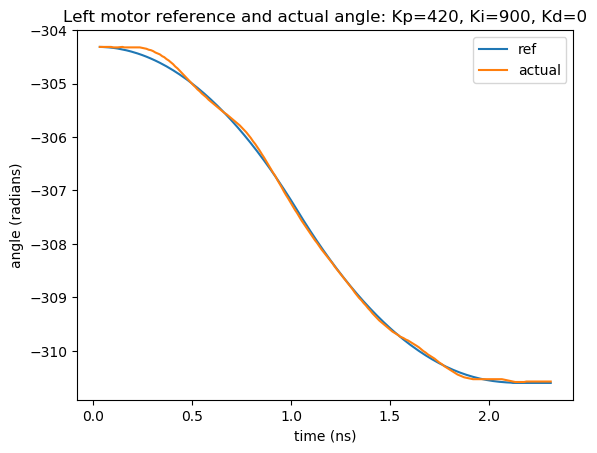 Left motor reference and actual angle: Kp=420, Ki=900, Kd=0
ref
actual
angle (radians)
−304
−305
−306
−307
−308
−309
−310
0.0 0.5 1.0 1.5 2.0
time (ns)